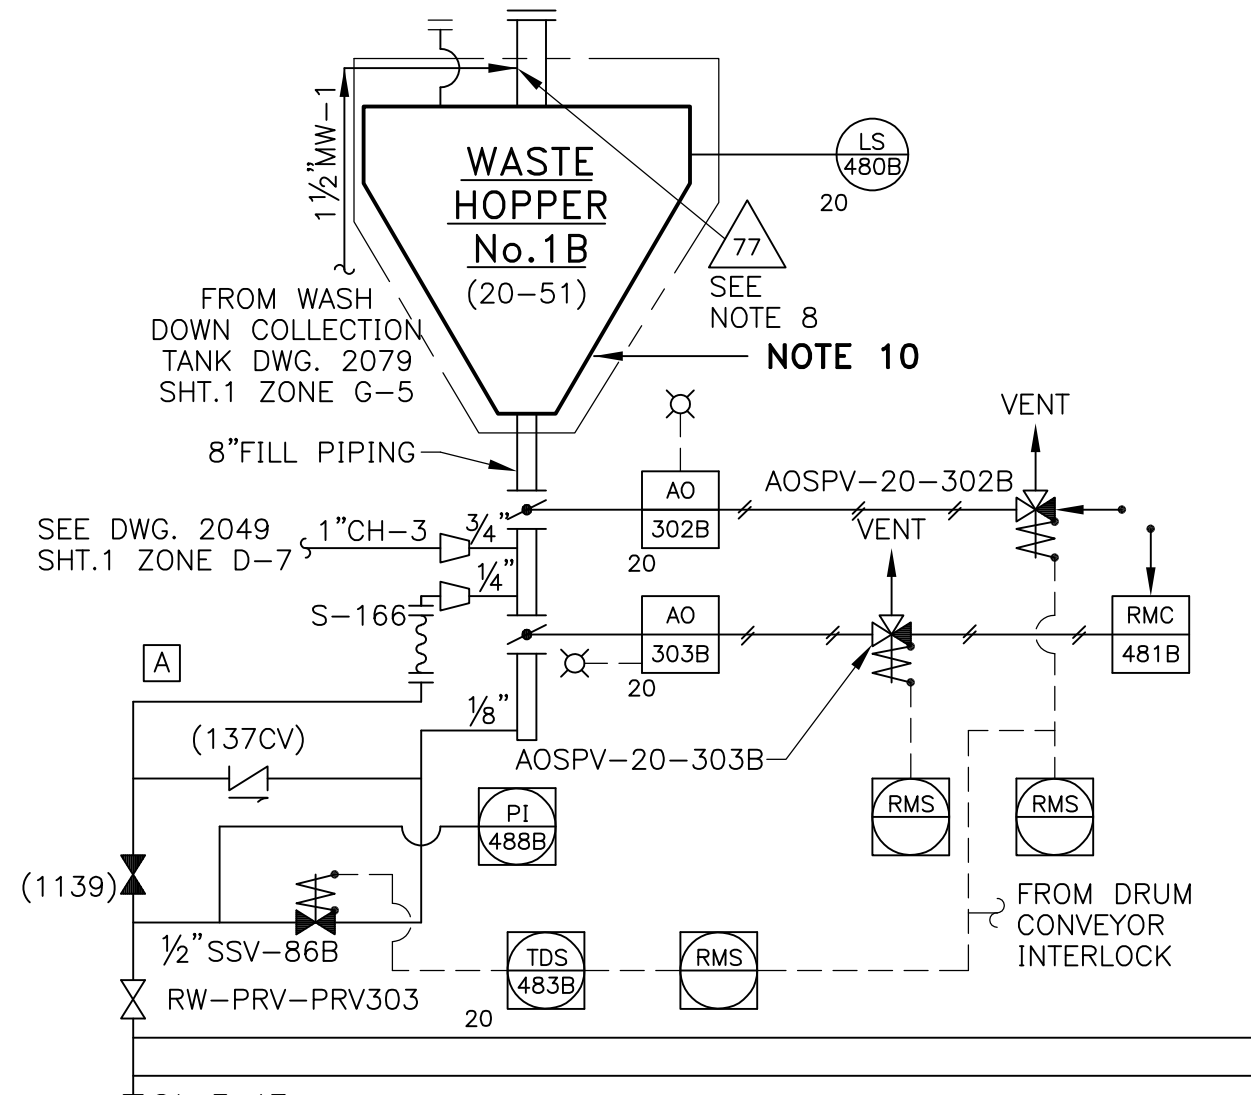 1 1/2"MW-1
WASTE
HOPPER
No.1B
(20-51)
LS
480B
20
77
SEE
NOTE 8
NOTE 10
FROM WASH
DOWN COLLECTION
TANK DWG. 2079
SHT.1 ZONE G-5
8"FILL PIPING
VENT
AO
302B
20
AOSPV-20-302B
VENT
SEE DWG. 2049
SHT.1 ZONE D-7
1"CH-3
3/4"
1/4"
S-166
AO
303B
20
RMC
481B
A
1/8"
(137CV)
AOSPV-20-303B
PI
488B
RMS
RMS
(1139)
1/2"SSV-86B
FROM DRUM
CONVEYOR
INTERLOCK
TDS
483B
20
RMS
RW-PRV-PRV303